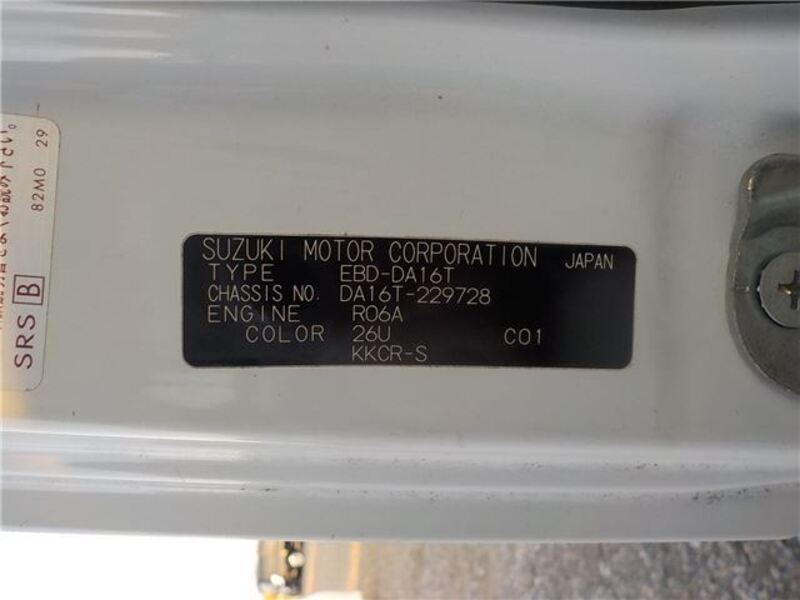 SUZUKI MOTOR CORPORATION JAPAN
TYPE EBD-DA16T
CHASSIS NO. DA16T-229728
ENGINE R06A
COLOR 26U C01
KKCR-S
SRS B
82M0 29